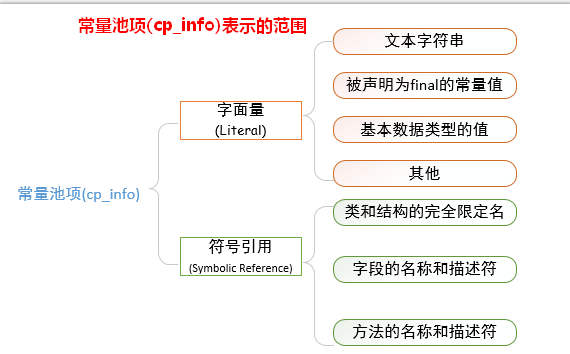 常量池项(cp_info)表示的范围
文本字符串
被声明为final的常量值
字面量
(Literal)
基本数据类型的值
其他
常量池项(cp_info)
类和结构的完全限定名
符号引用
(Symbolic Reference)
字段的名称和描述符
方法的名称和描述符